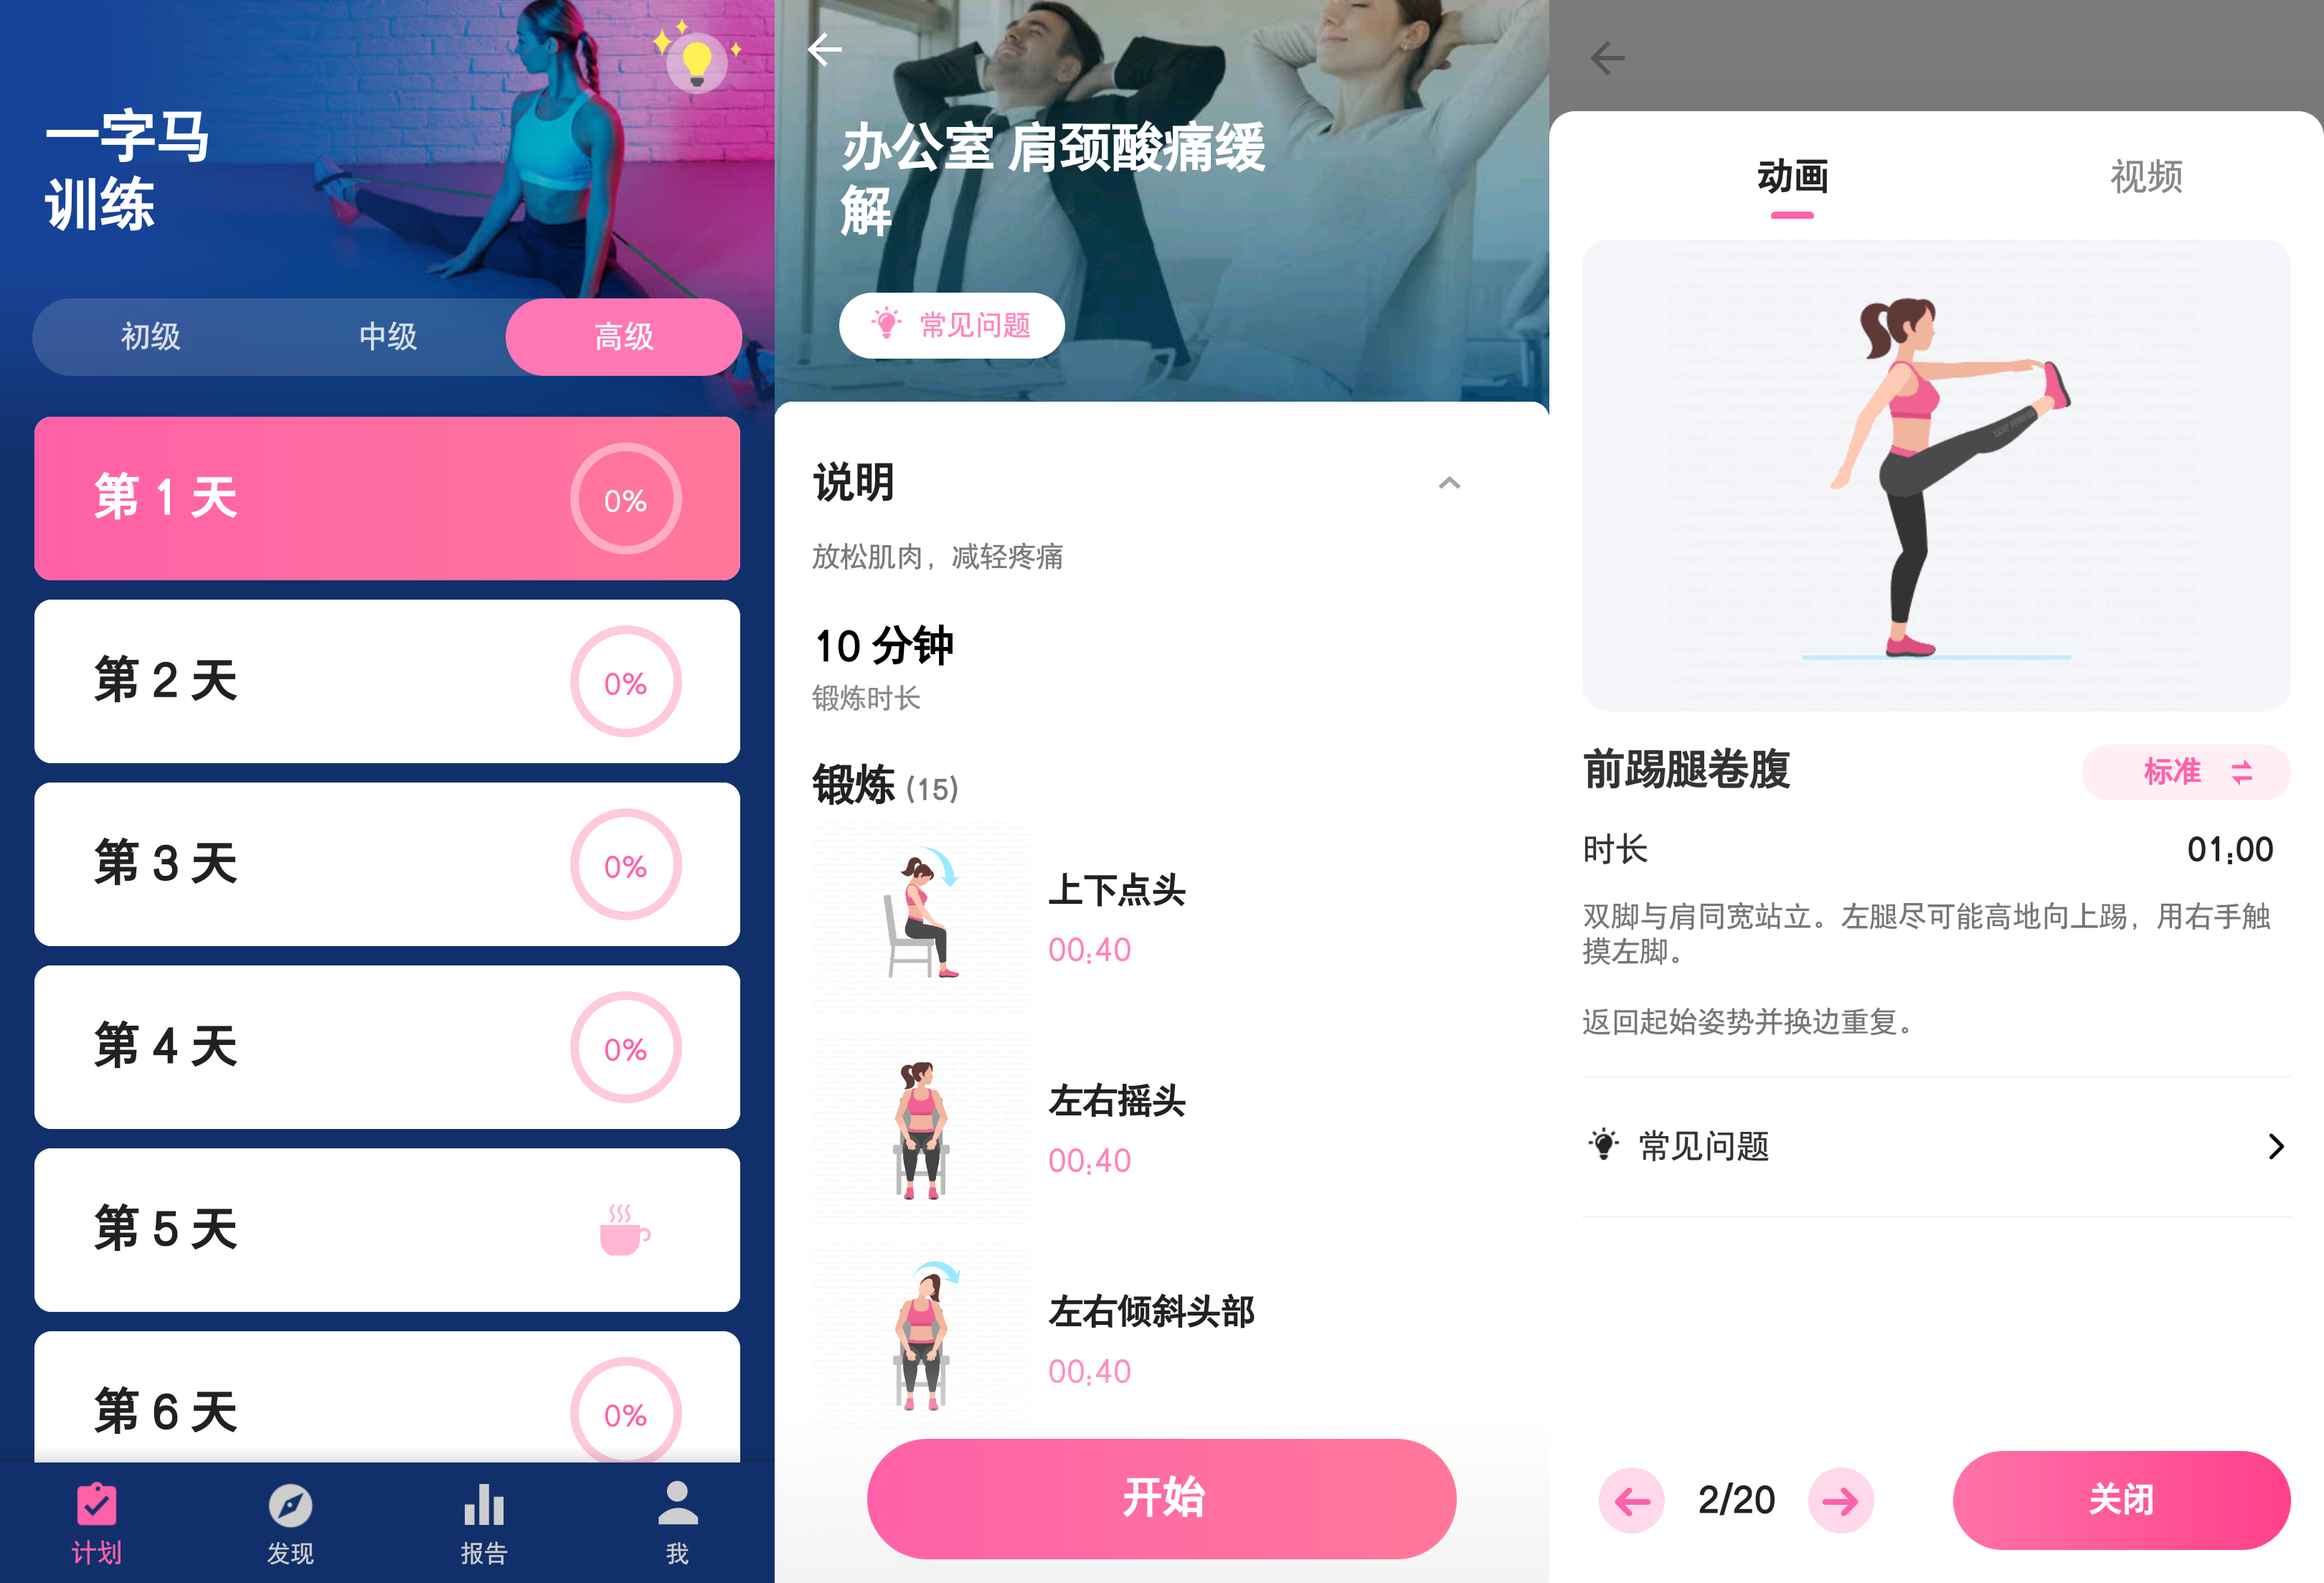 一字马
训练
初级 中级 高级
第 1 天 0%
第 2 天 0%
第 3 天 0%
第 4 天 0%
第 5 天
第 6 天 0%
计划 发现 报告 我
办公室 肩颈酸痛缓
解
常见问题
说明
放松肌肉，减轻疼痛
10 分钟
锻炼时长
锻炼 (15)
上下点头
00:40
左右摇头
00:40
左右倾斜头部
00:40
开始
动画 视频
前踢腿卷腹 标准
时长 01:00
双脚与肩同宽站立。左腿尽可能高地向上踢，用右手触
摸左脚。
返回起始姿势并换边重复。
常见问题
2/20 关闭